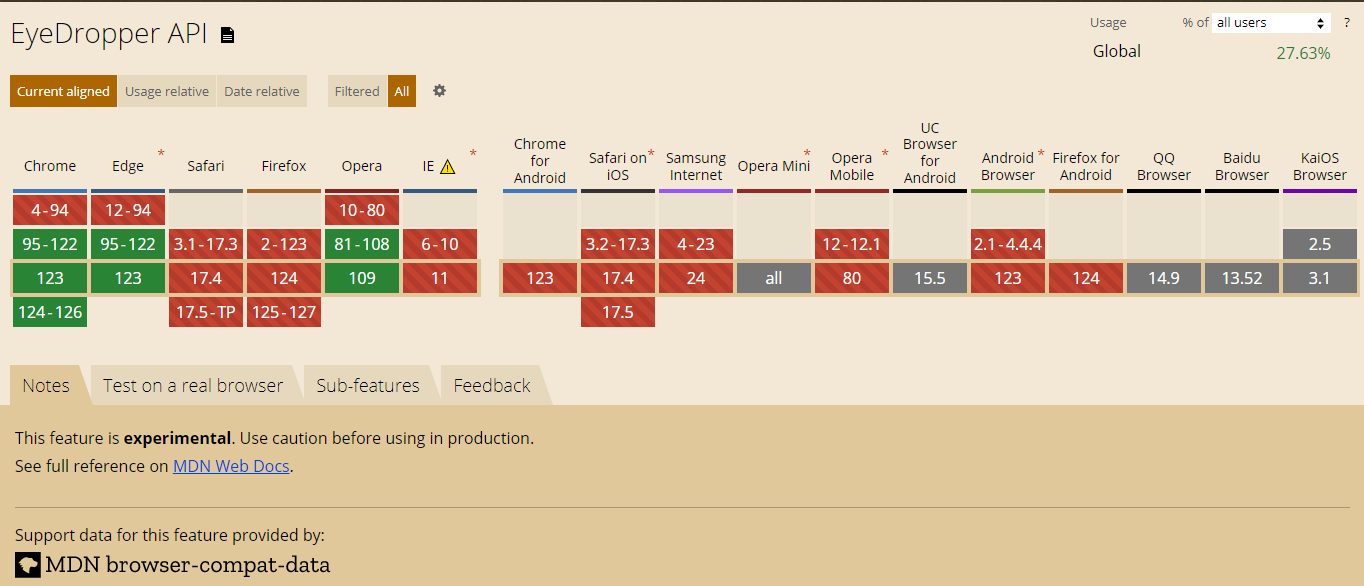 EyeDropper API
Usage % of all users ?
Global 27.63%
Current aligned Usage relative Date relative Filtered All
Chrome Edge * Safari Firefox Opera IE * Chrome for Android Safari on iOS * Samsung Internet Opera Mini * Opera Mobile * UC Browser for Android Android Browser * Firefox for Android QQ Browser Baidu Browser KaiOS Browser
4-94 12-94 10-80
95-122 95-122 3.1-17.3 2-123 81-108 6-10 3.2-17.3 4-23 12-12.1 2.1-4.4.4 2.5
123 123 17.4 124 109 11 123 17.4 24 all 80 15.5 123 124 14.9 13.52 3.1
124-126 17.5-TP 125-127 17.5
Notes Test on a real browser Sub-features Feedback
This feature is experimental. Use caution before using in production.
See full reference on MDN Web Docs.
Support data for this feature provided by:
MDN browser-compat-data